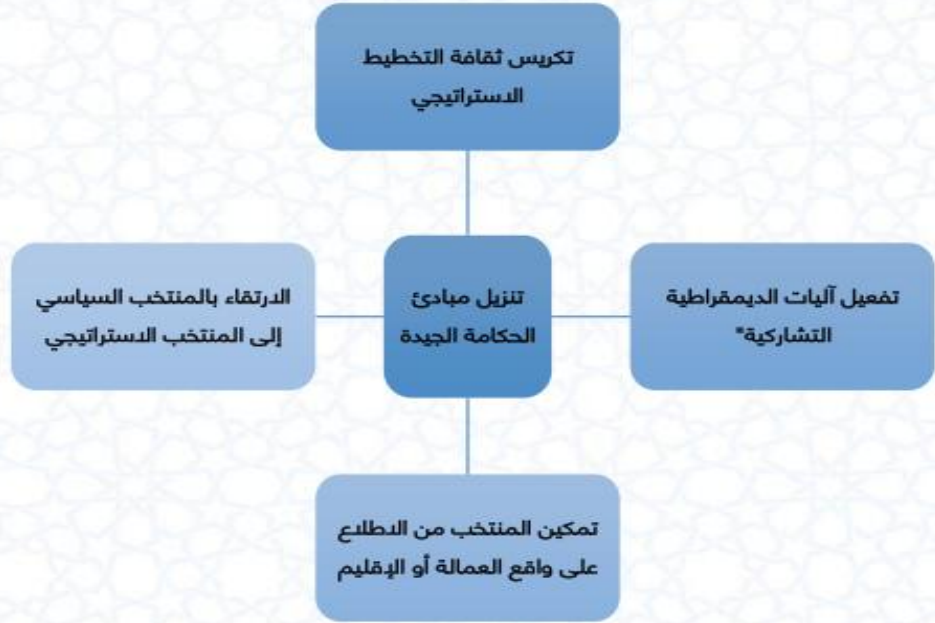 تكريس ثقافة التخطيط
الاستراتيجي
تفعيل آليات الديمقراطية
التشاركية"
تنزيل مبادئ
الحكامة الجيدة
الارتقاء بالمنتخب السياسي
إلى المنتخب الاستراتيجي
تمكين المنتخب من الاطلاع
على واقع العمالة أو الإقليم